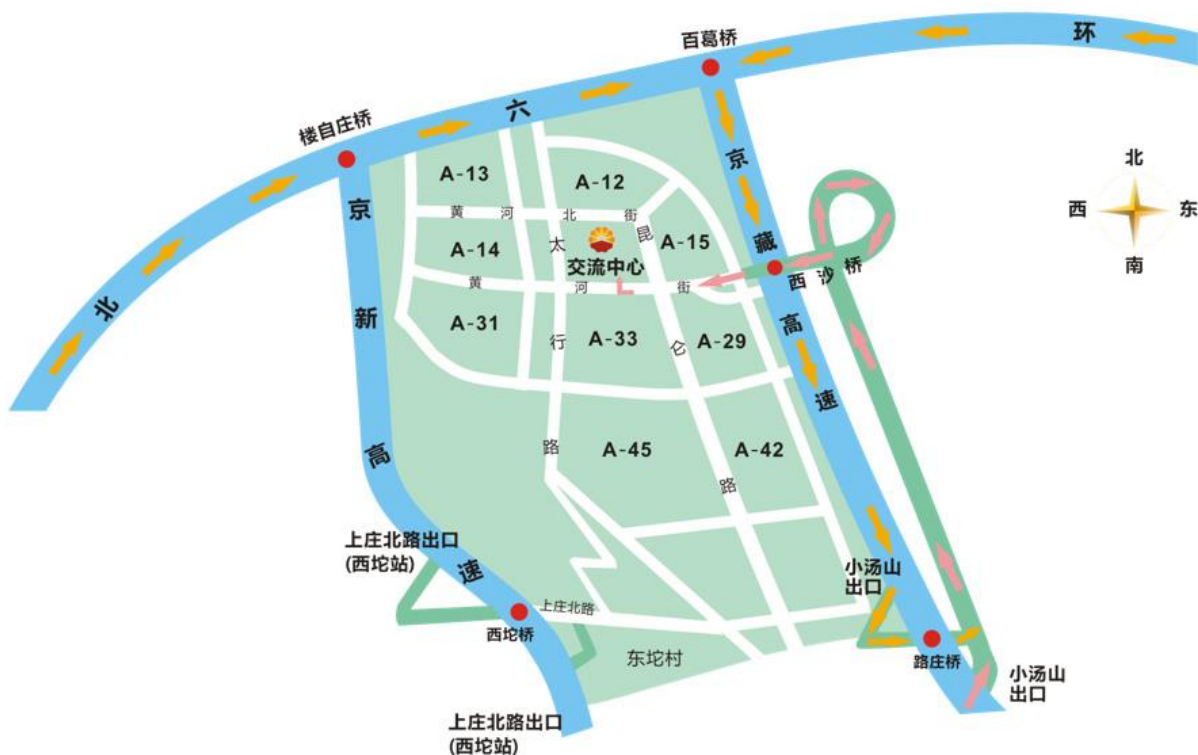 百葛桥
环
六
楼自庄桥
北
A-13
A-12
京
京
北
西
东
南
黄河北街
太
昆
A-14
交流中心
A-15
藏
西沙桥
黄河街
新
A-31
行
A-33
仑
A-29
高
速
高
路
A-45
A-42
路
上庄北路出口
(西坨站)
速
小汤山
出口
上庄北路
西坨桥
东坨村
路庄桥
小汤山
出口
上庄北路出口
(西坨站)